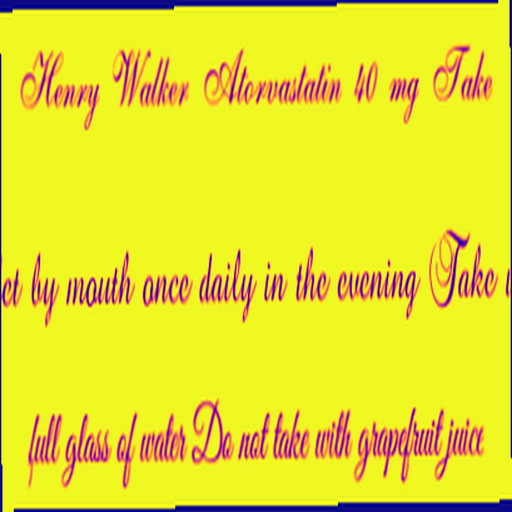 Henry Walker Atorvastatin 40 mg Take
by mouth once daily in the evening Take
full glass of water Do not take with grapefruit juice